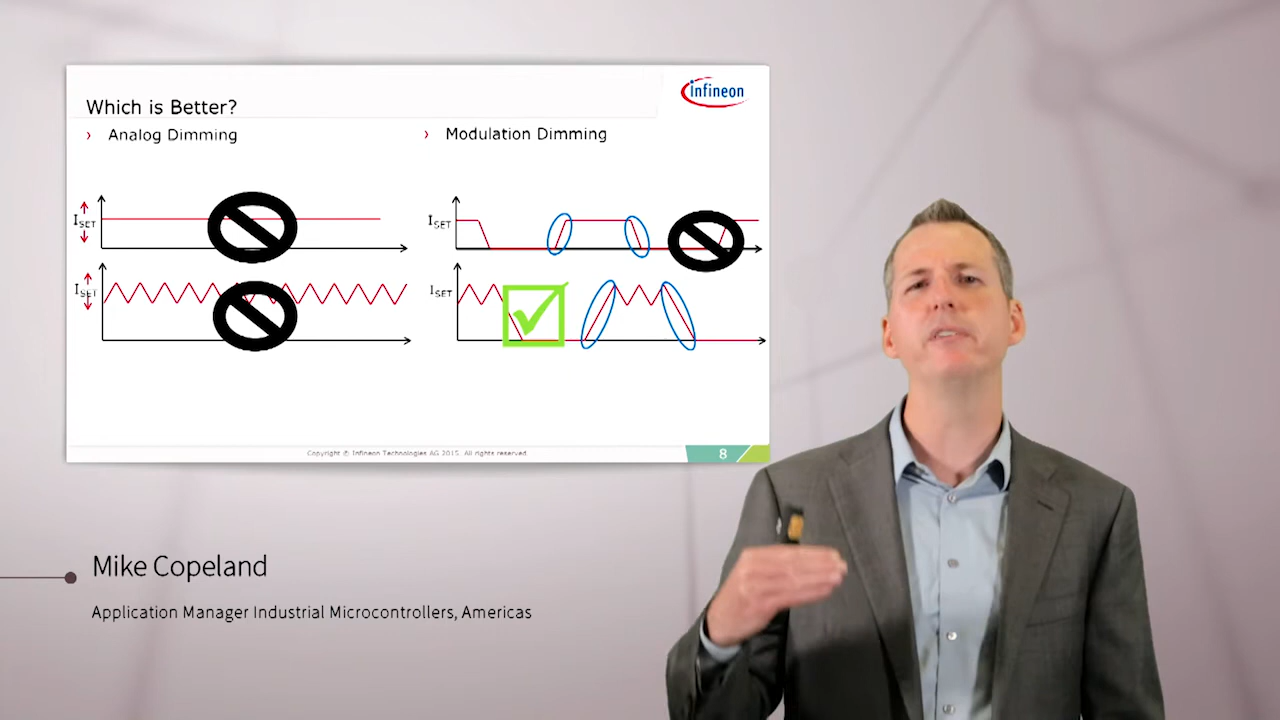 infineon
Which is Better?
› Analog Dimming
› Modulation Dimming
ISET
ISET
ISET
ISET
Copyright © Infineon Technologies AG 2015. All rights reserved.
8
Mike Copeland
Application Manager Industrial Microcontrollers, Americas